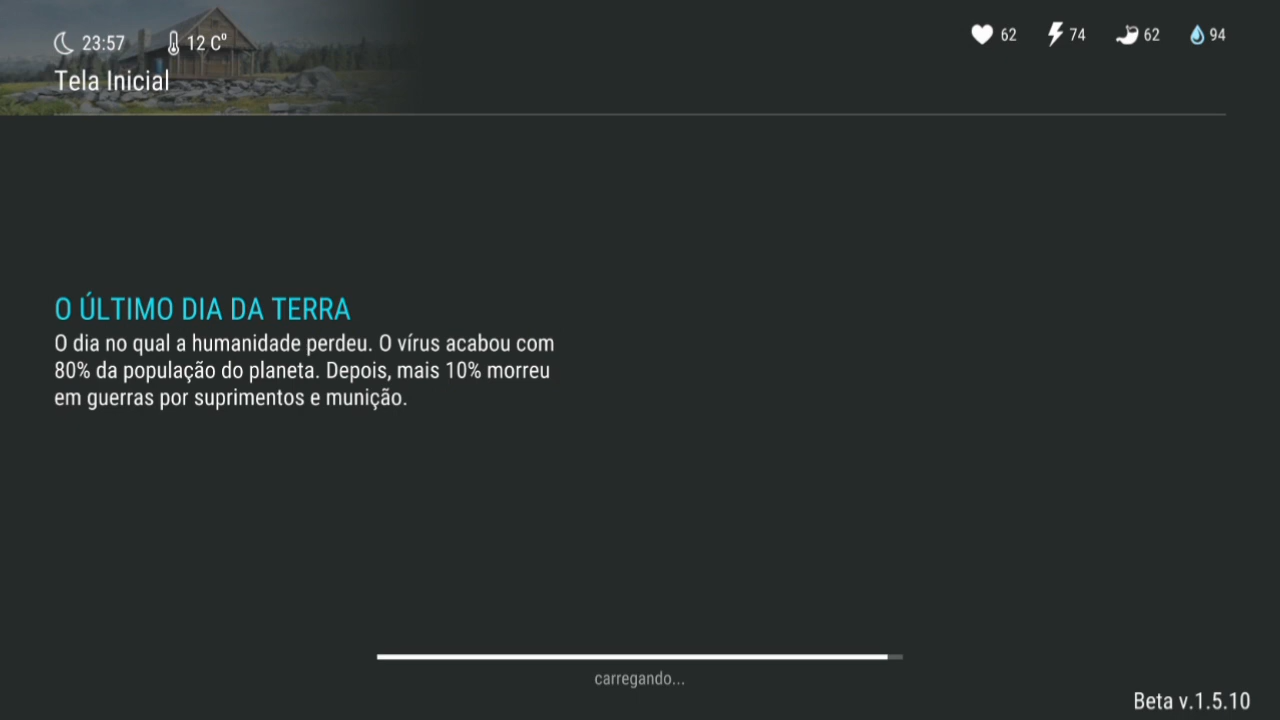 23:57 12 Cº
62 74 62 94
Tela Inicial
O ÚLTIMO DIA DA TERRA
O dia no qual a humanidade perdeu. O vírus acabou com
80% da população do planeta. Depois, mais 10% morreu
em guerras por suprimentos e munição.
carregando...
Beta v.1.5.10